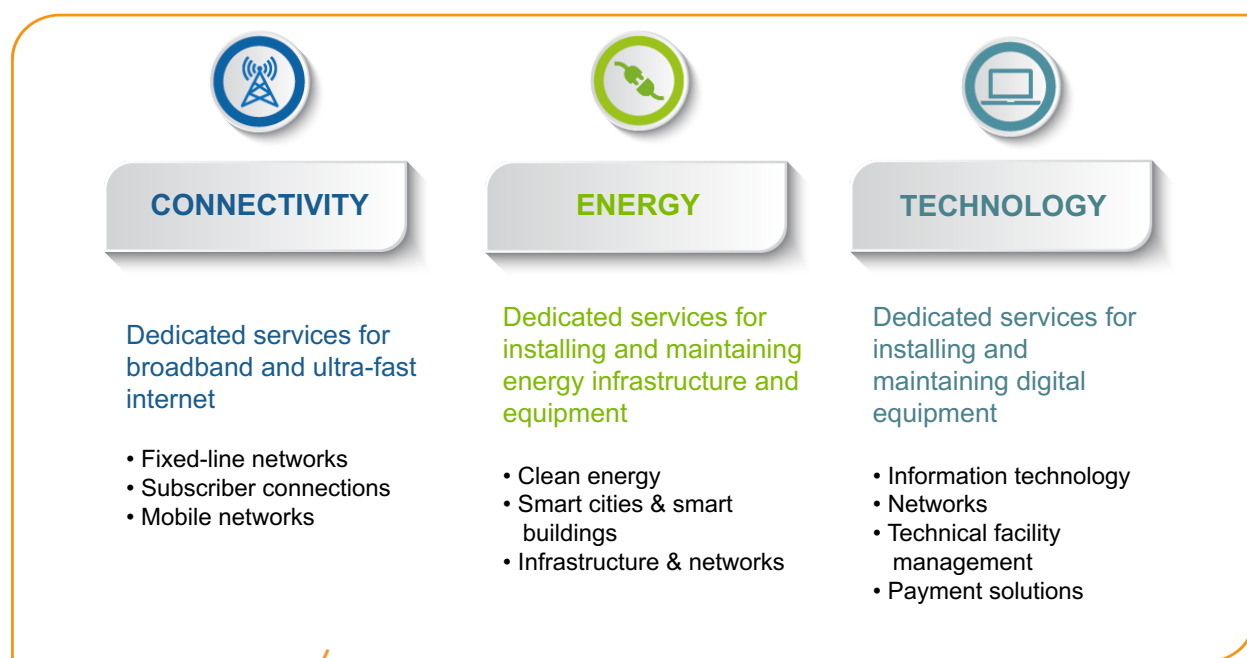 CONNECTIVITY
Dedicated services for
broadband and ultra-fast
internet
• Fixed-line networks
• Subscriber connections
• Mobile networks
ENERGY
Dedicated services for
installing and maintaining
energy infrastructure and
equipment
• Clean energy
• Smart cities & smart
buildings
• Infrastructure & networks
TECHNOLOGY
Dedicated services for
installing and
maintaining digital
equipment
• Information technology
• Networks
• Technical facility
management
• Payment solutions